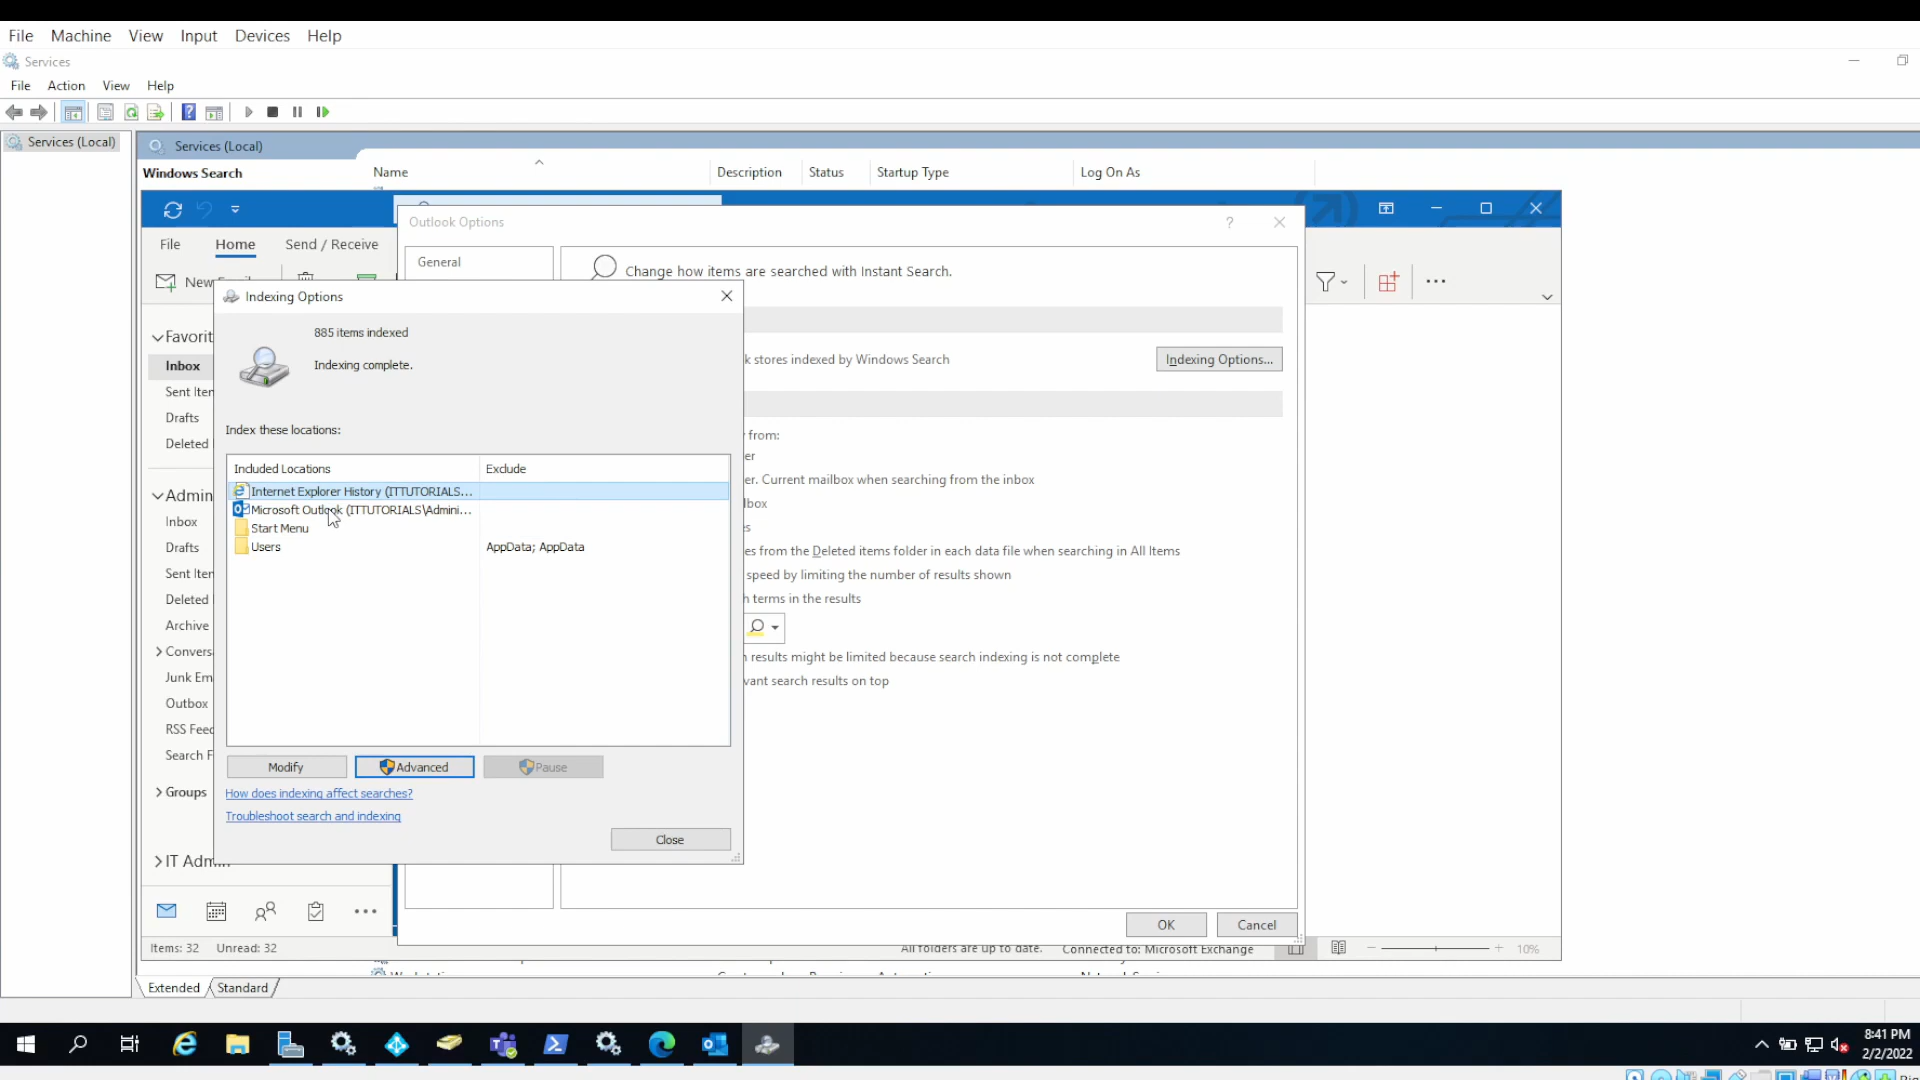 File Machine View Input Devices Help
Services
File Action View Help
Services (Local)
Services (Local)
Windows Search
Name Description Status Startup Type Log On As
Outlook Options
File Home Send / Receive
General
Change how items are searched with Instant Search.
New
Indexing Options
885 items indexed
Indexing complete.
k stores indexed by Windows Search
Indexing Options...
Favorit
Inbox
Sent Iten
Drafts
Deleted
Index these locations:
from:
er
Included Locations Exclude
er. Current mailbox when searching from the inbox
Internet Explorer History (ITTUTORIALS...
box
Microsoft Outlook (ITTUTORIALS\Admini...
s
Start Menu
Users AppData; AppData
es from the Deleted items folder in each data file when searching in All Items
speed by limiting the number of results shown
h terms in the results
results might be limited because search indexing is not complete
vant search results on top
Admin
Inbox
Drafts
Sent Iten
Deleted
Archive
Convers
Junk Em
Outbox
RSS Feed
Search F
Groups
IT Adm
Modify Advanced Pause
How does indexing affect searches?
Troubleshoot search and indexing
Close
OK Cancel
Items: 32 Unread: 32
All folders are up to date. Connected to: Microsoft Exchange
10%
Extended Standard
8:41 PM
2/2/2022